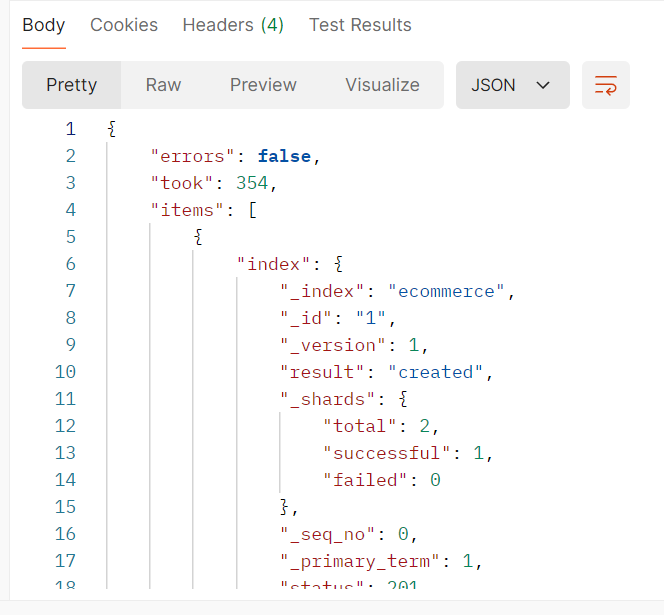 Body Cookies Headers (4) Test Results
Pretty Raw Preview Visualize JSON
1 {
2 "errors": false,
3 "took": 354,
4 "items": [
5 {
6 "index": {
7 "_index": "ecommerce",
8 "_id": "1",
9 "_version": 1,
10 "result": "created",
11 "_shards": {
12 "total": 2,
13 "successful": 1,
14 "failed": 0
15 },
16 "_seq_no": 0,
17 "_primary_term": 1,
18 "status": 201